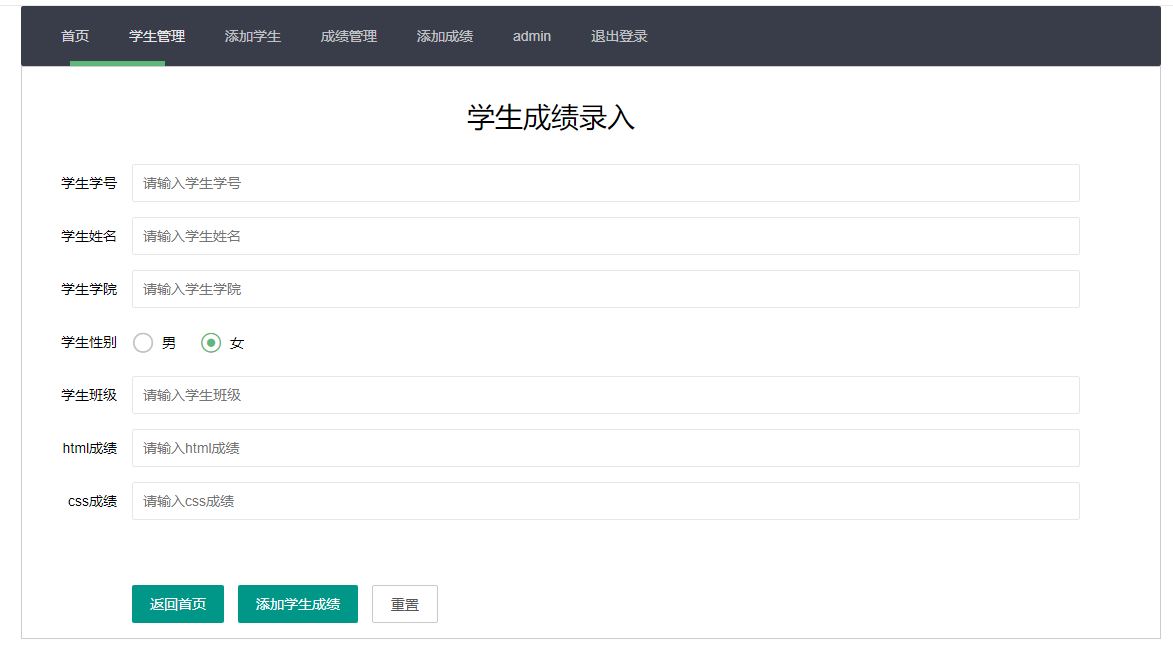 首页 学生管理 添加学生 成绩管理 添加成绩 admin 退出登录
学生成绩录入
学生学号 请输入学生学号
学生姓名 请输入学生姓名
学生学院 请输入学生学院
学生性别 男 女
学生班级 请输入学生班级
html成绩 请输入html成绩
css成绩 请输入css成绩
返回首页 添加学生成绩 重置